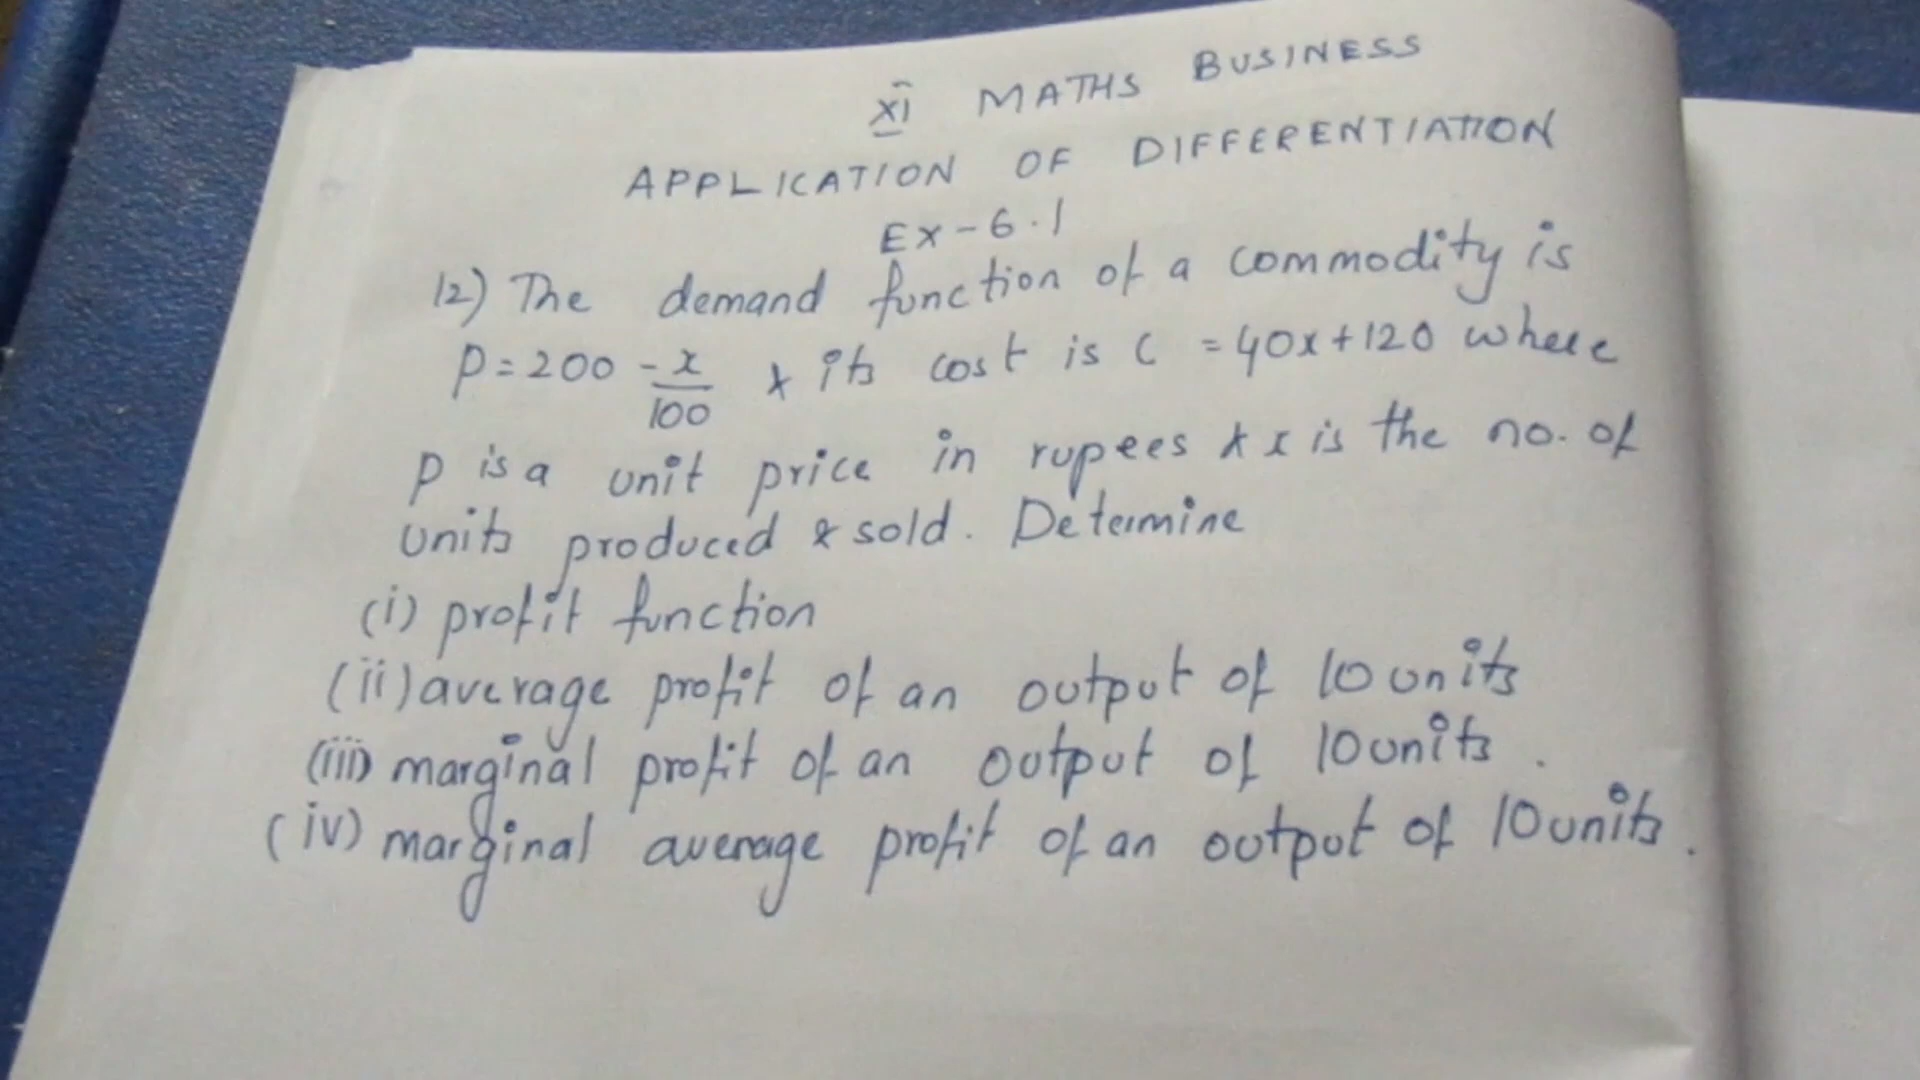 XI MATHS BUSINESS
APPLICATION OF DIFFERENTIATION
EX-6.1
12) The demand function of a commodity is
P=200 - x/100 & its cost is C = 40x+120 where
p is a unit price in rupees & x is the no. of
units produced & sold. Determine
(i) profit function
(ii) average profit of an output of 10 units
(iii) marginal profit of an output of 10 units.
(iv) marginal average profit of an output of 10 units.